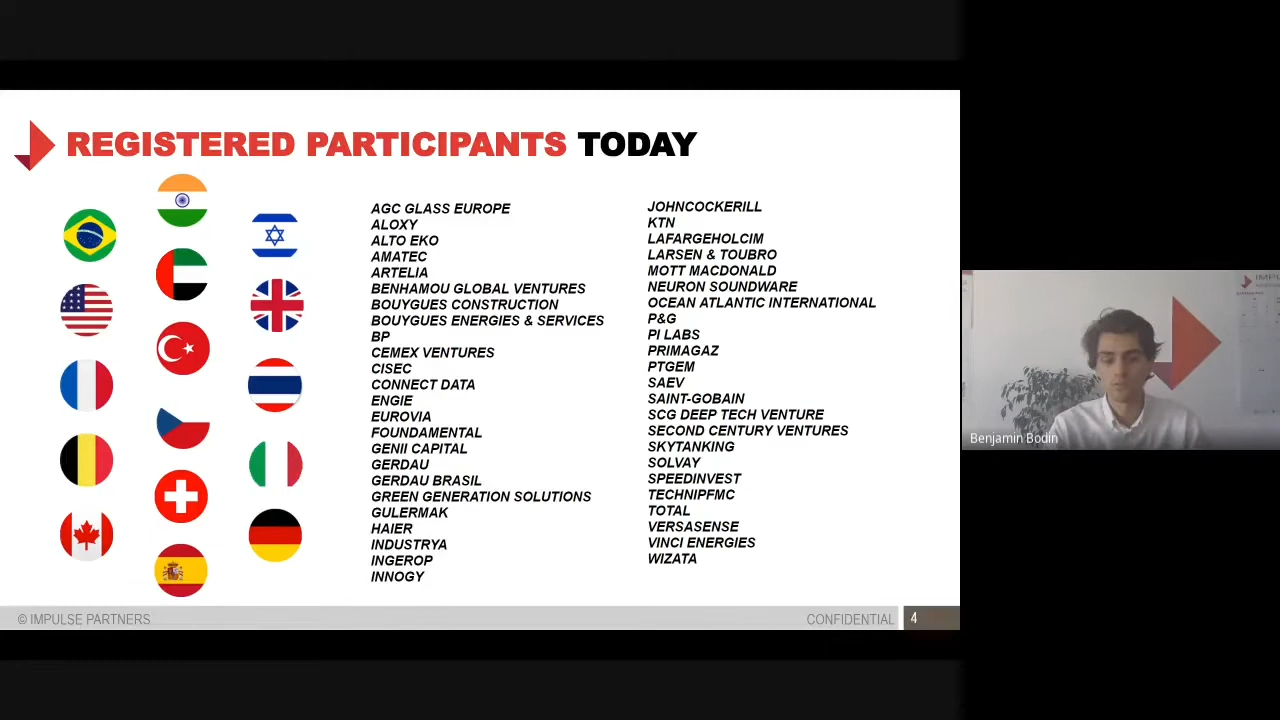 REGISTERED PARTICIPANTS TODAY
AGC GLASS EUROPE
ALOXY
ALTO EKO
AMATEC
ARTELIA
BENHAMOU GLOBAL VENTURES
BOUYGUES CONSTRUCTION
BOUYGUES ENERGIES & SERVICES
BP
CEMEX VENTURES
CISEC
CONNECT DATA
ENGIE
EUROVIA
FOUNDAMENTAL
GENII CAPITAL
GERDAU
GERDAU BRASIL
GREEN GENERATION SOLUTIONS
GULERMAK
HAIER
INDUSTRYA
INGEROP
INNOGY
JOHNCOCKERILL
KTN
LAFARGEHOLCIM
LARSEN & TOUBRO
MOTT MACDONALD
NEURON SOUNDWARE
OCEAN ATLANTIC INTERNATIONAL
P&G
PI LABS
PRIMAGAZ
PTGEM
SAEV
SAINT-GOBAIN
SCG DEEP TECH VENTURE
SECOND CENTURY VENTURES
SKYTANKING
SOLVAY
SPEEDINVEST
TECHNIPFMC
TOTAL
VERSASENSE
VINCI ENERGIES
WIZATA
© IMPULSE PARTNERS
CONFIDENTIAL
4
Benjamin Bodin